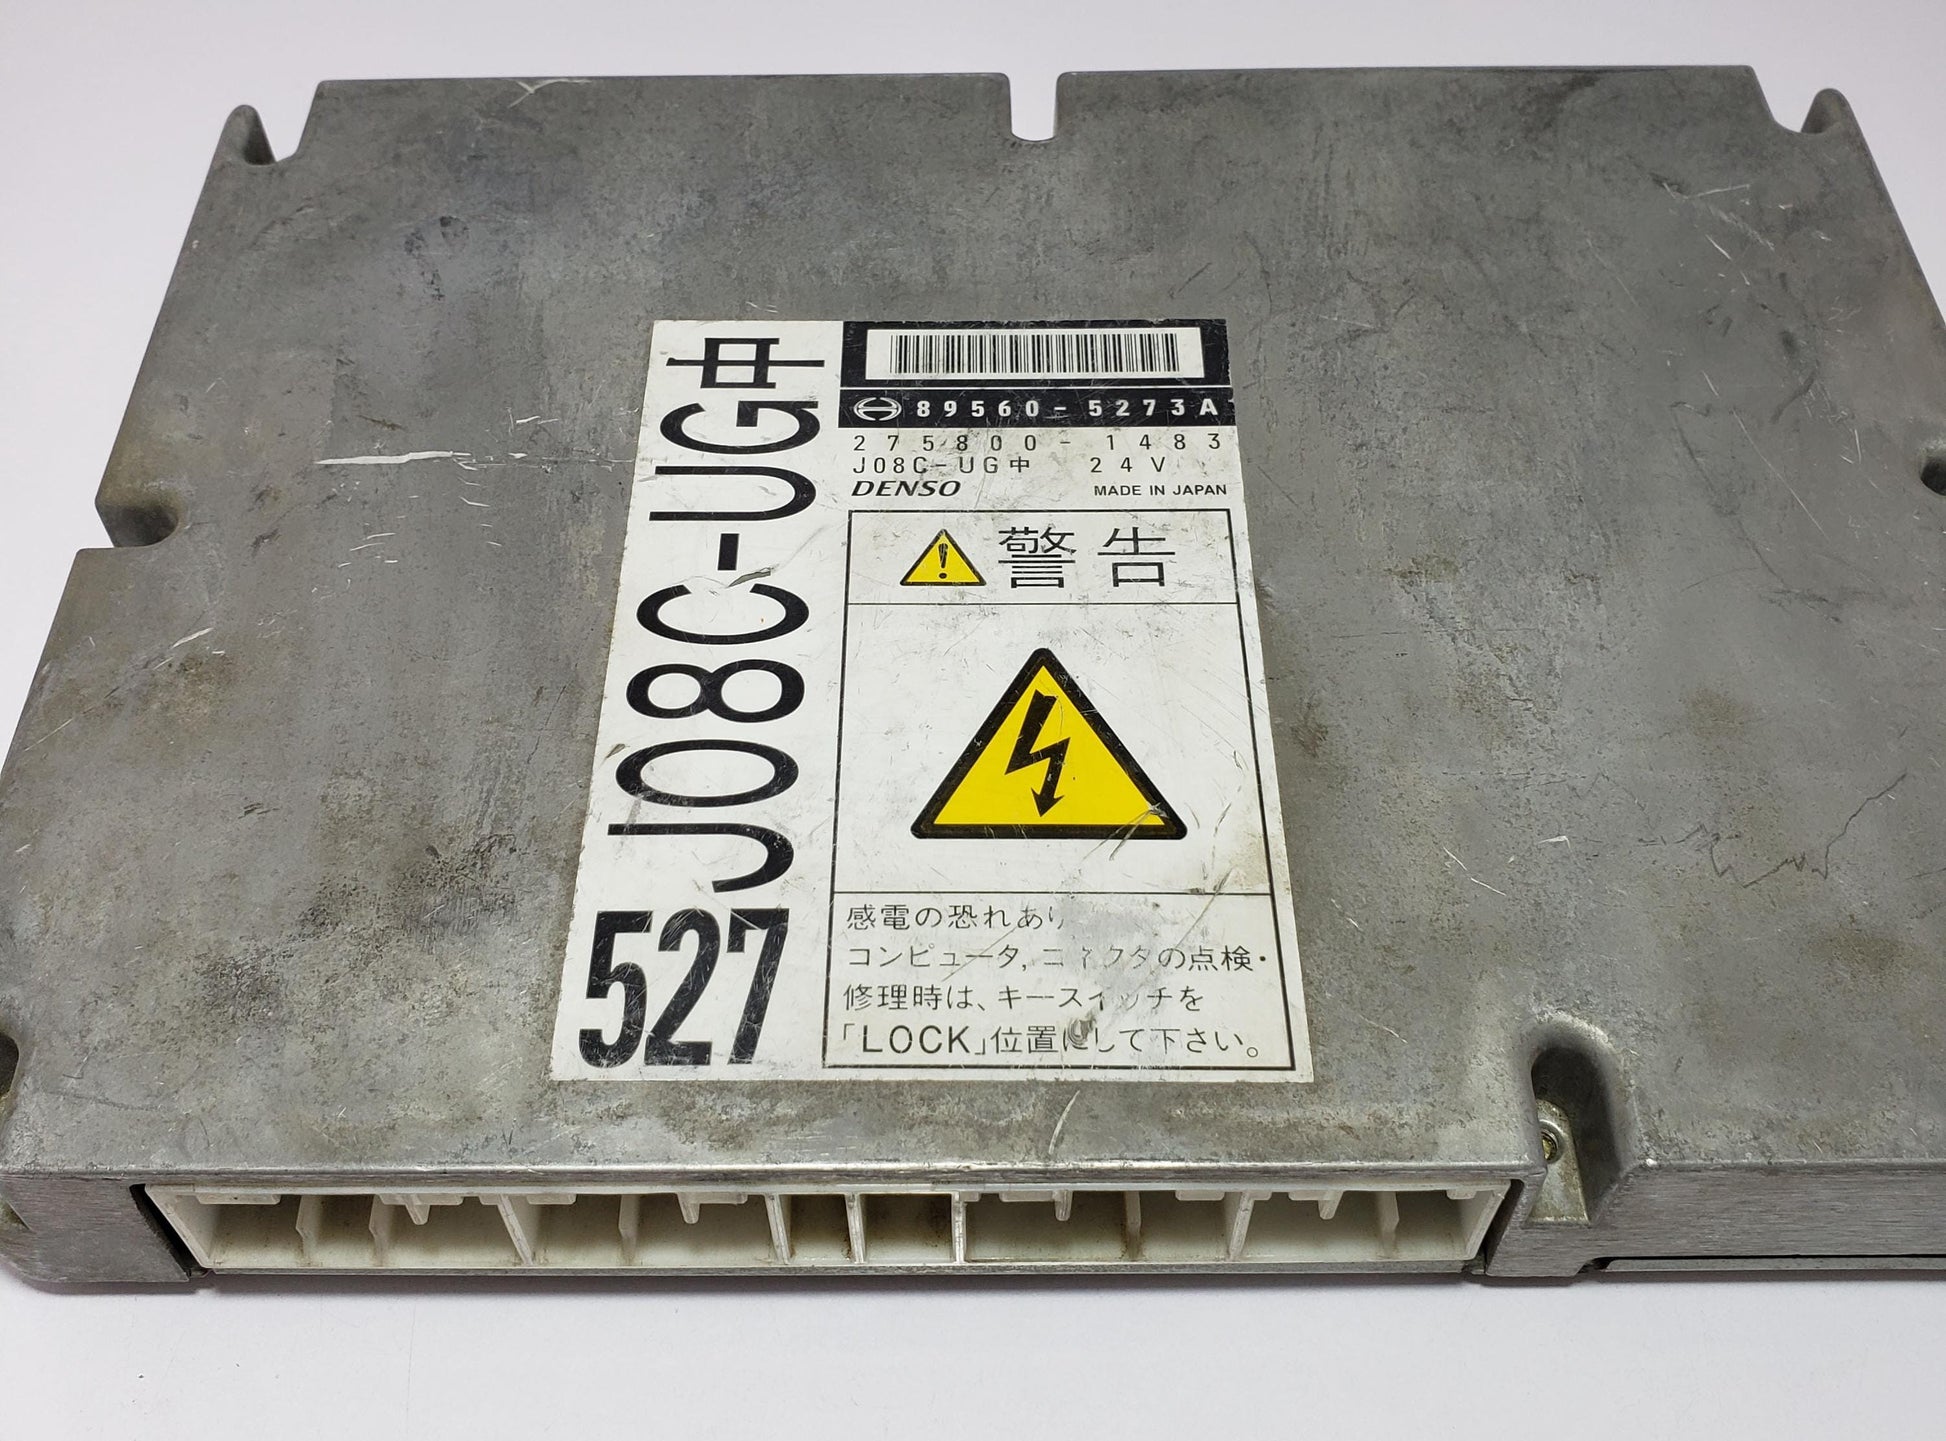 J08C-UG中
527
89560-5273A
275800-1483
J08C-UG中 24V
DENSO MADE IN JAPAN
警告
感電の恐れあり
コンピュータ, コネクタの点検・
修理時は、キースイッチを
「LOCK」位置にして下さい。